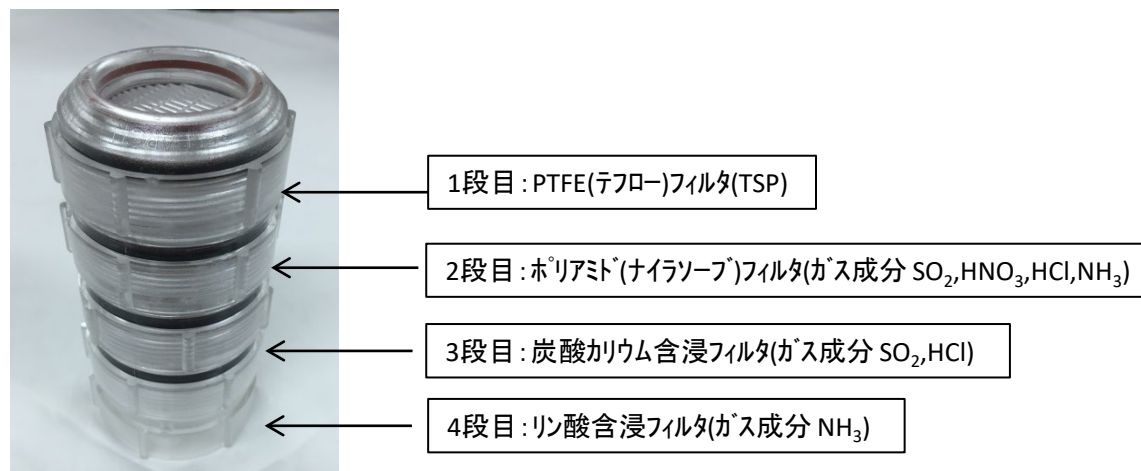 1段目：PTFE(テフロー)フィルタ(TSP)
2段目：ポリアミド(ナイラソーブ)フィルタ(ガス成分 SO₂,HNO₃,HCl,NH₃)
3段目：炭酸カリウム含浸フィルタ(ガス成分 SO₂,HCl)
4段目：リン酸含浸フィルタ(ガス成分 NH₃)